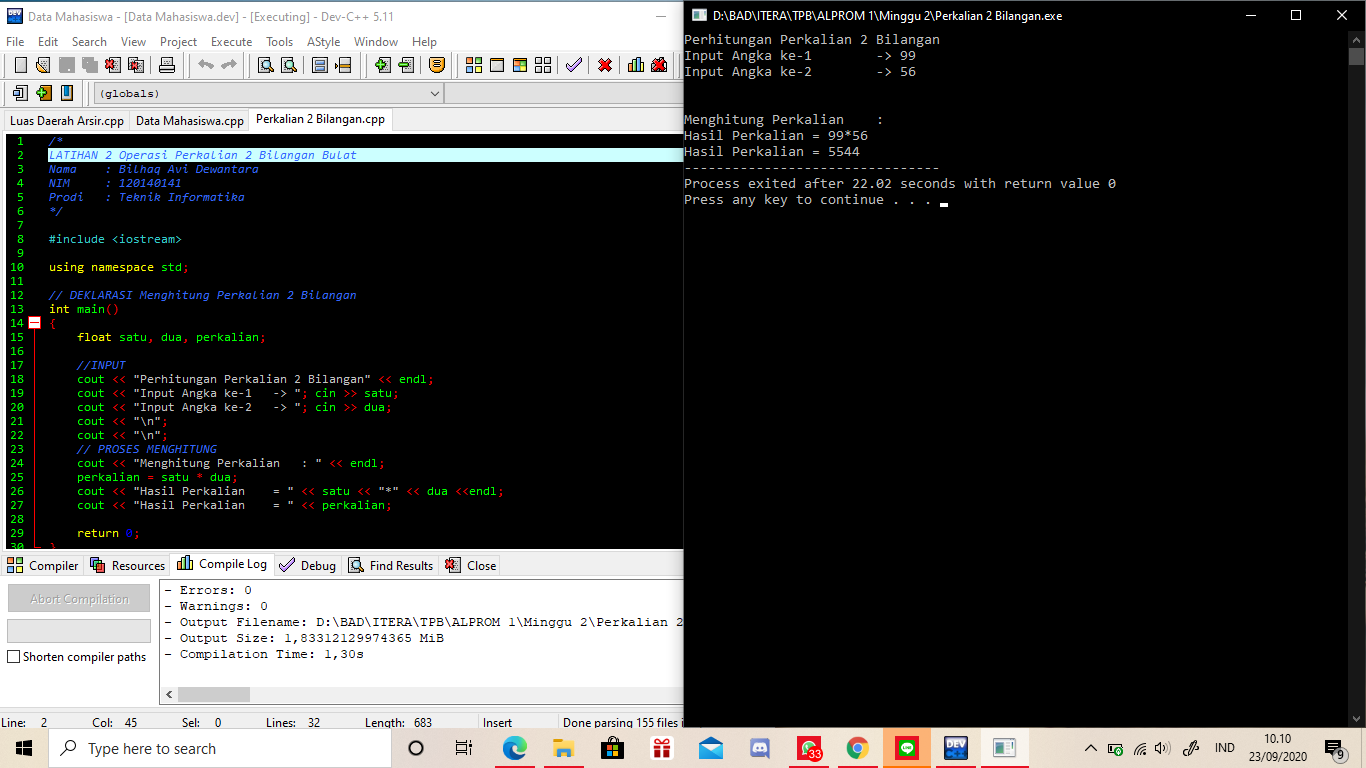 Data Mahasiswa - [Data Mahasiswa.dev] - [Executing] - Dev-C++ 5.11
File Edit Search View Project Execute Tools AStyle Window Help
(globals)
Luas Daerah Arsir.cpp Data Mahasiswa.cpp Perkalian 2 Bilangan.cpp
1 /*
2 LATIHAN 2 Operasi Perkalian 2 Bilangan Bulat
3 Nama    : Bilhaq Avi Dewantara
4 NIM     : 120140141
5 Prodi   : Teknik Informatika
6 */
7
8 #include <iostream>
9
10 using namespace std;
11
12 // DEKLARASI Menghitung Perkalian 2 Bilangan
13 int main()
14 {
15     float satu, dua, perkalian;
16
17     //INPUT
18     cout << "Perhitungan Perkalian 2 Bilangan" << endl;
19     cout << "Input Angka ke-1   -> "; cin >> satu;
20     cout << "Input Angka ke-2   -> "; cin >> dua;
21     cout << "\n";
22     cout << "\n";
23     // PROSES MENGHITUNG
24     cout << "Menghitung Perkalian   : " << endl;
25     perkalian = satu * dua;
26     cout << "Hasil Perkalian    = " << satu << "*" << dua <<endl;
27     cout << "Hasil Perkalian    = " << perkalian;
28
29     return 0;
30 }
Compiler Resources Compile Log Debug Find Results Close
Abort Compilation
Shorten compiler paths
- Errors: 0
- Warnings: 0
- Output Filename: D:\BAD\ITERA\TPB\ALPROM 1\Minggu 2\Perkalian 2
- Output Size: 1,83312129974365 MiB
- Compilation Time: 1,30s
Line: 2 Col: 45 Sel: 0 Lines: 32 Length: 683 Insert Done parsing 155 files i
D:\BAD\ITERA\TPB\ALPROM 1\Minggu 2\Perkalian 2 Bilangan.exe
Perhitungan Perkalian 2 Bilangan
Input Angka ke-1        -> 99
Input Angka ke-2        -> 56
Menghitung Perkalian    :
Hasil Perkalian = 99*56
Hasil Perkalian = 5544
--------------------------------
Process exited after 22.02 seconds with return value 0
Press any key to continue . . .
Type here to search
33
DEV
IND
10.10
23/09/2020
9